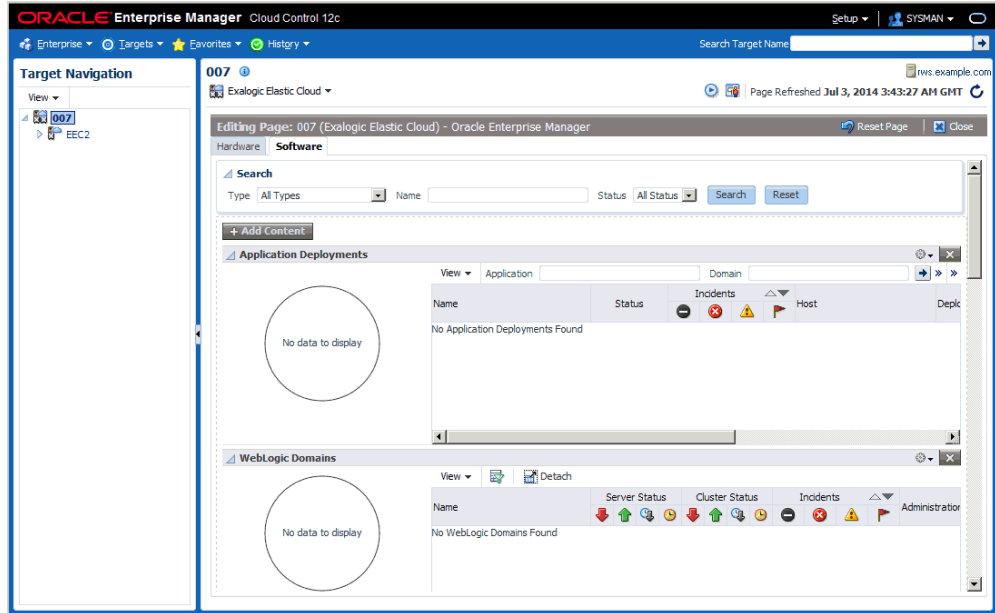 ORACLE Enterprise Manager Cloud Control 12c
Setup SYSMAN
Enterprise Targets Favorites History
Search Target Name
Target Navigation
View
007
EEC2
007
rws.example.com
Exalogic Elastic Cloud
Page Refreshed Jul 3, 2014 3:43:27 AM GMT
Editing Page: 007 (Exalogic Elastic Cloud) - Oracle Enterprise Manager
Reset Page Close
Hardware Software
Search
Type All Types Name Status All Status Search Reset
+ Add Content
Application Deployments
View Application Domain
Name Status Incidents Host Deplo
No data to display
No Application Deployments Found
WebLogic Domains
View Detach
Name Server Status Cluster Status Incidents Administration
No data to display
No WebLogic Domains Found